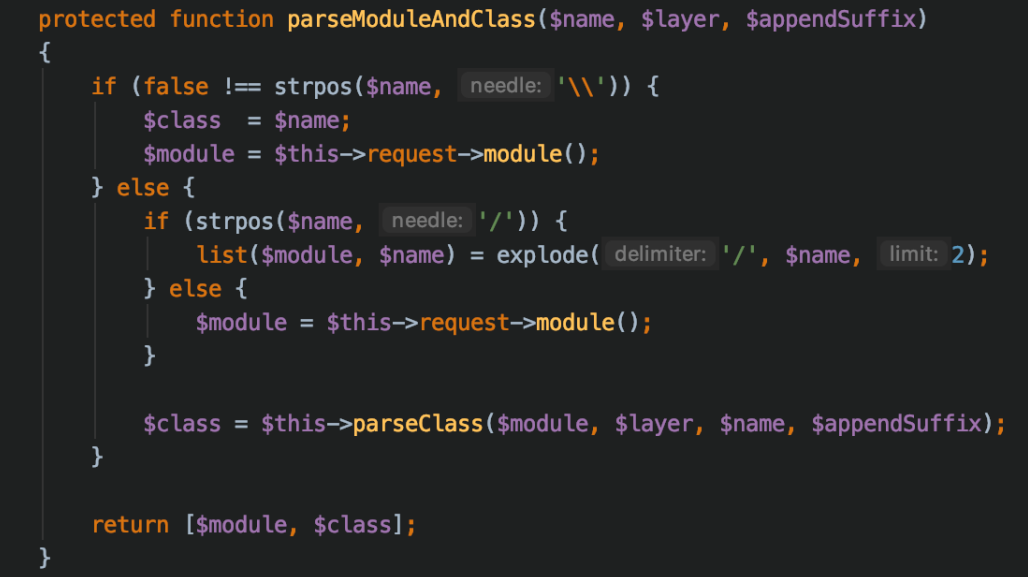 protected function parseModuleAndClass($name, $layer, $appendSuffix)
{
    if (false !== strpos($name, needle: '\\')) {
        $class  = $name;
        $module = $this->request->module();
    } else {
        if (strpos($name, needle: '/')) {
            list($module, $name) = explode( delimiter: '/', $name, limit: 2);
        } else {
            $module = $this->request->module();
        }

        $class = $this->parseClass($module, $layer, $name, $appendSuffix);
    }

    return [$module, $class];
}